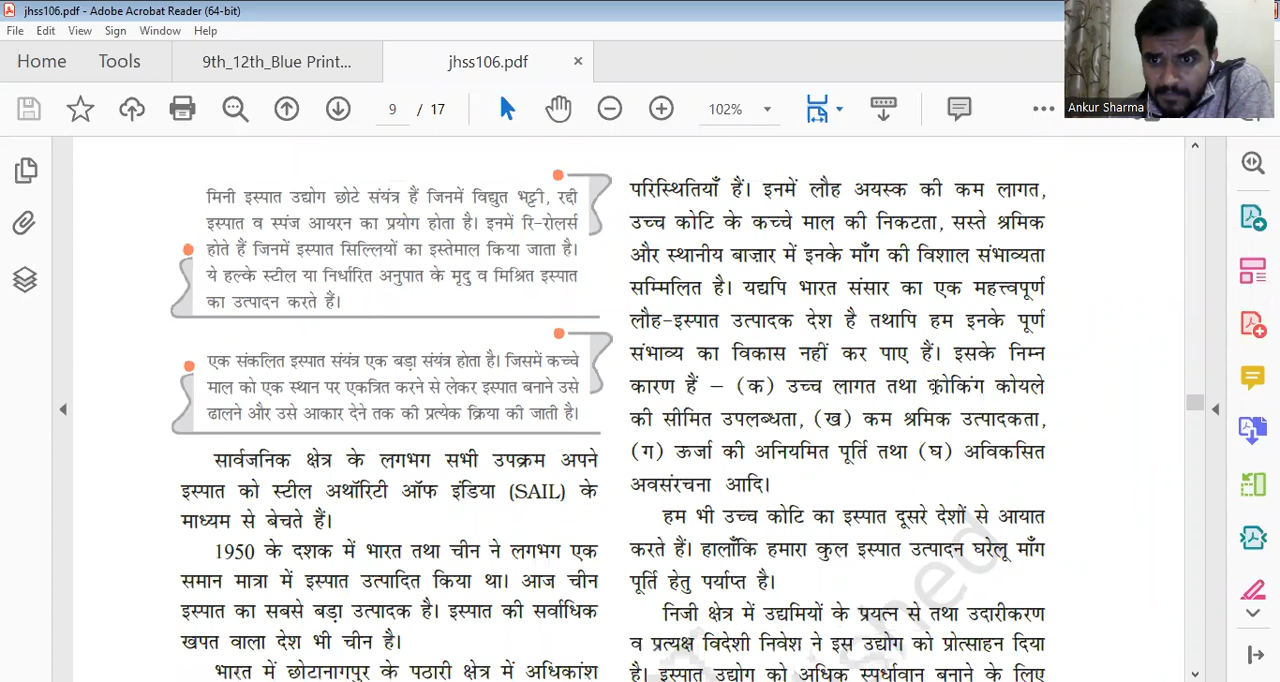 jhss106.pdf - Adobe Acrobat Reader (64-bit)
File Edit View Sign Window Help
Home Tools 9th_12th_Blue Print... jhss106.pdf ×
9 / 17 102%
Ankur Sharma
मिनी इस्पात उद्योग छोटे संयंत्र हैं जिनमें विद्युत भट्टी, रद्दी
इस्पात व स्पंज आयरन का प्रयोग होता है। इनमें रि-रोलर्स
होते हैं जिनमें इस्पात सिल्लियों का इस्तेमाल किया जाता है।
ये हल्के स्टील या निर्धारित अनुपात के मृदु व मिश्रित इस्पात
का उत्पादन करते हैं।
एक संकलित इस्पात संयंत्र एक बड़ा संयंत्र होता है। जिसमें कच्चे
माल को एक स्थान पर एकत्रित करने से लेकर इस्पात बनाने उसे
ढालने और उसे आकार देने तक की प्रत्येक क्रिया की जाती है।
सार्वजनिक क्षेत्र के लगभग सभी उपक्रम अपने
इस्पात को स्टील अथॉरिटी ऑफ इंडिया (SAIL) के
माध्यम से बेचते हैं।
1950 के दशक में भारत तथा चीन ने लगभग एक
समान मात्रा में इस्पात उत्पादित किया था। आज चीन
इस्पात का सबसे बड़ा उत्पादक है। इस्पात की सर्वाधिक
खपत वाला देश भी चीन है।
भारत में छोटानागपुर के पठारी क्षेत्र में अधिकांश
परिस्थितियाँ हैं। इनमें लौह अयस्क की कम लागत,
उच्च कोटि के कच्चे माल की निकटता, सस्ते श्रमिक
और स्थानीय बाज़ार में इनके माँग की विशाल संभाव्यता
सम्मिलित है। यद्यपि भारत संसार का एक महत्त्वपूर्ण
लौह-इस्पात उत्पादक देश है तथापि हम इनके पूर्ण
संभाव्य का विकास नहीं कर पाए हैं। इसके निम्न
कारण हैं – (क) उच्च लागत तथा कोकिंग कोयले
की सीमित उपलब्धता, (ख) कम श्रमिक उत्पादकता,
(ग) ऊर्जा की अनियमित पूर्ति तथा (घ) अविकसित
अवसंरचना आदि।
हम भी उच्च कोटि का इस्पात दूसरे देशों से आयात
करते हैं। हालाँकि हमारा कुल इस्पात उत्पादन घरेलू माँग
पूर्ति हेतु पर्याप्त है।
निजी क्षेत्र में उद्यमियों के प्रयत्न से तथा उदारीकरण
व प्रत्यक्ष विदेशी निवेश ने इस उद्योग को प्रोत्साहन दिया
है। इस्पात उद्योग को अधिक स्पर्धावान बनाने के लिए